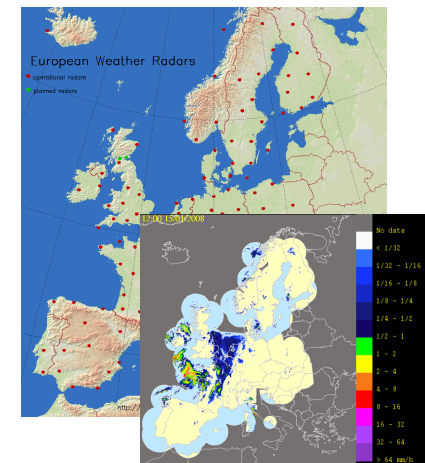 European Weather Radars
operational radars
planned radars
http:/
12:00 15/01/2008
No data
< 1/32
1/32 - 1/16
1/16 - 1/8
1/8 - 1/4
1/4 - 1/2
1/2 - 1
1 - 2
2 - 4
4 - 8
8 - 16
16 - 32
32 - 64
> 64 mm/h